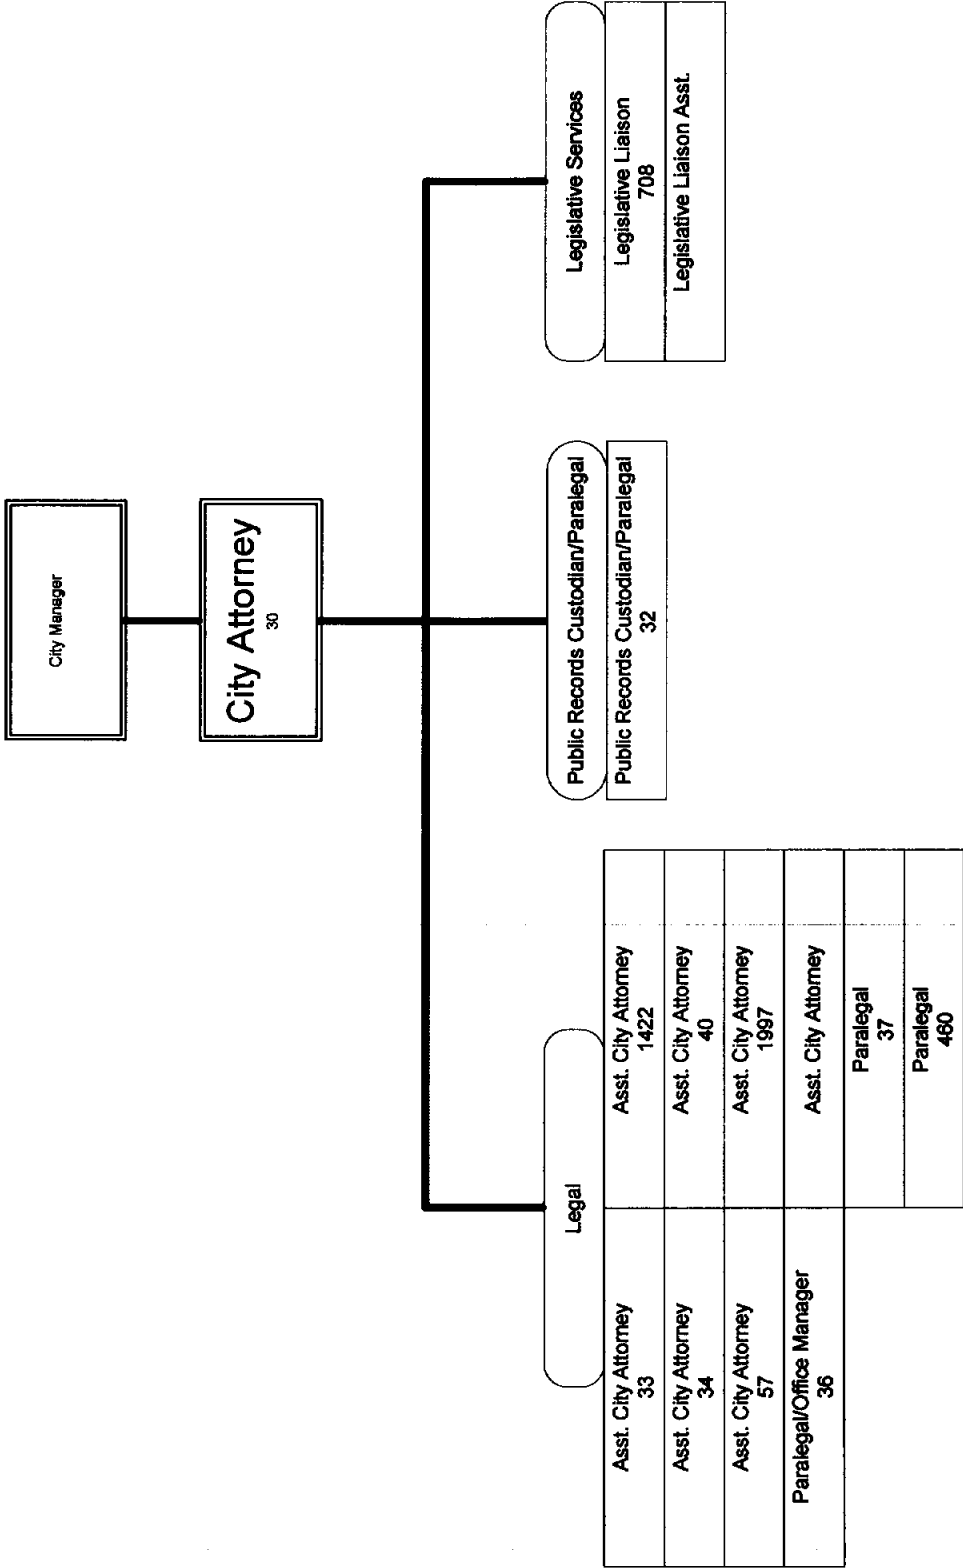 City Manager
City Attorney
30
Legal
Asst. City Attorney
33
Asst. City Attorney
34
Asst. City Attorney
57
Paralegal/Office Manager
36
Asst. City Attorney
1422
Asst. City Attorney
40
Asst. City Attorney
1997
Asst. City Attorney
Paralegal
37
Paralegal
460
Public Records Custodian/Paralegal
Public Records Custodian/Paralegal
32
Legislative Services
Legislative Liaison
708
Legislative Liaison Asst.